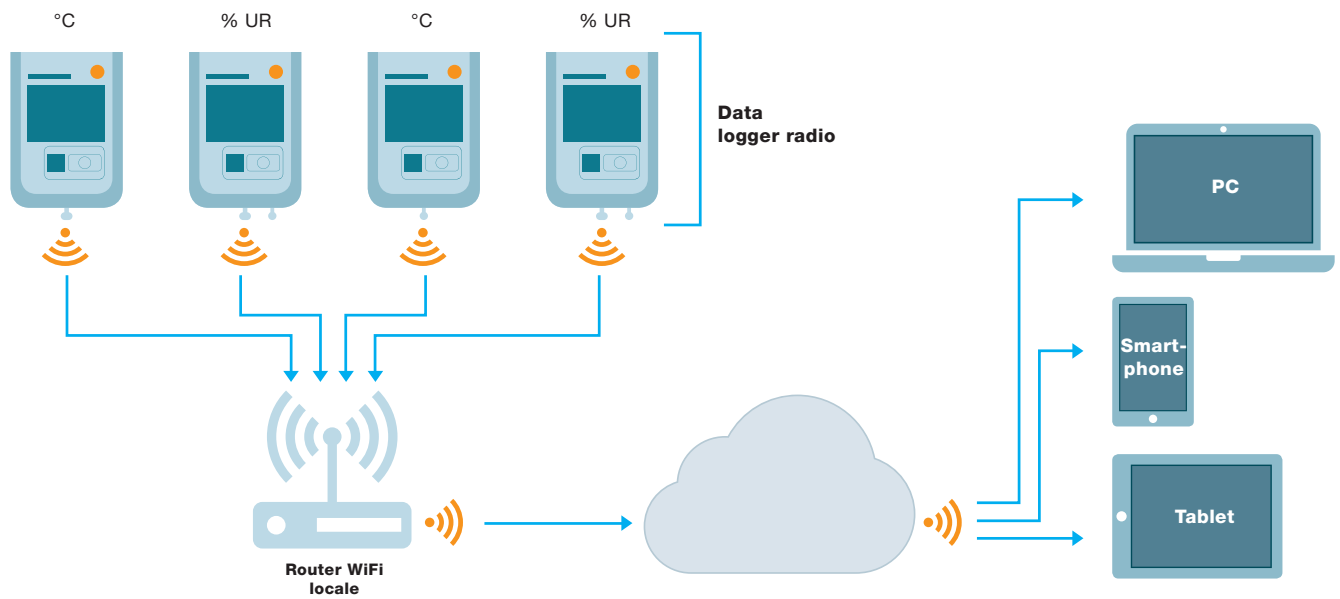 °C
% UR
°C
% UR
Data
logger radio
PC
Smart-
phone
Tablet
Router WiFi
locale